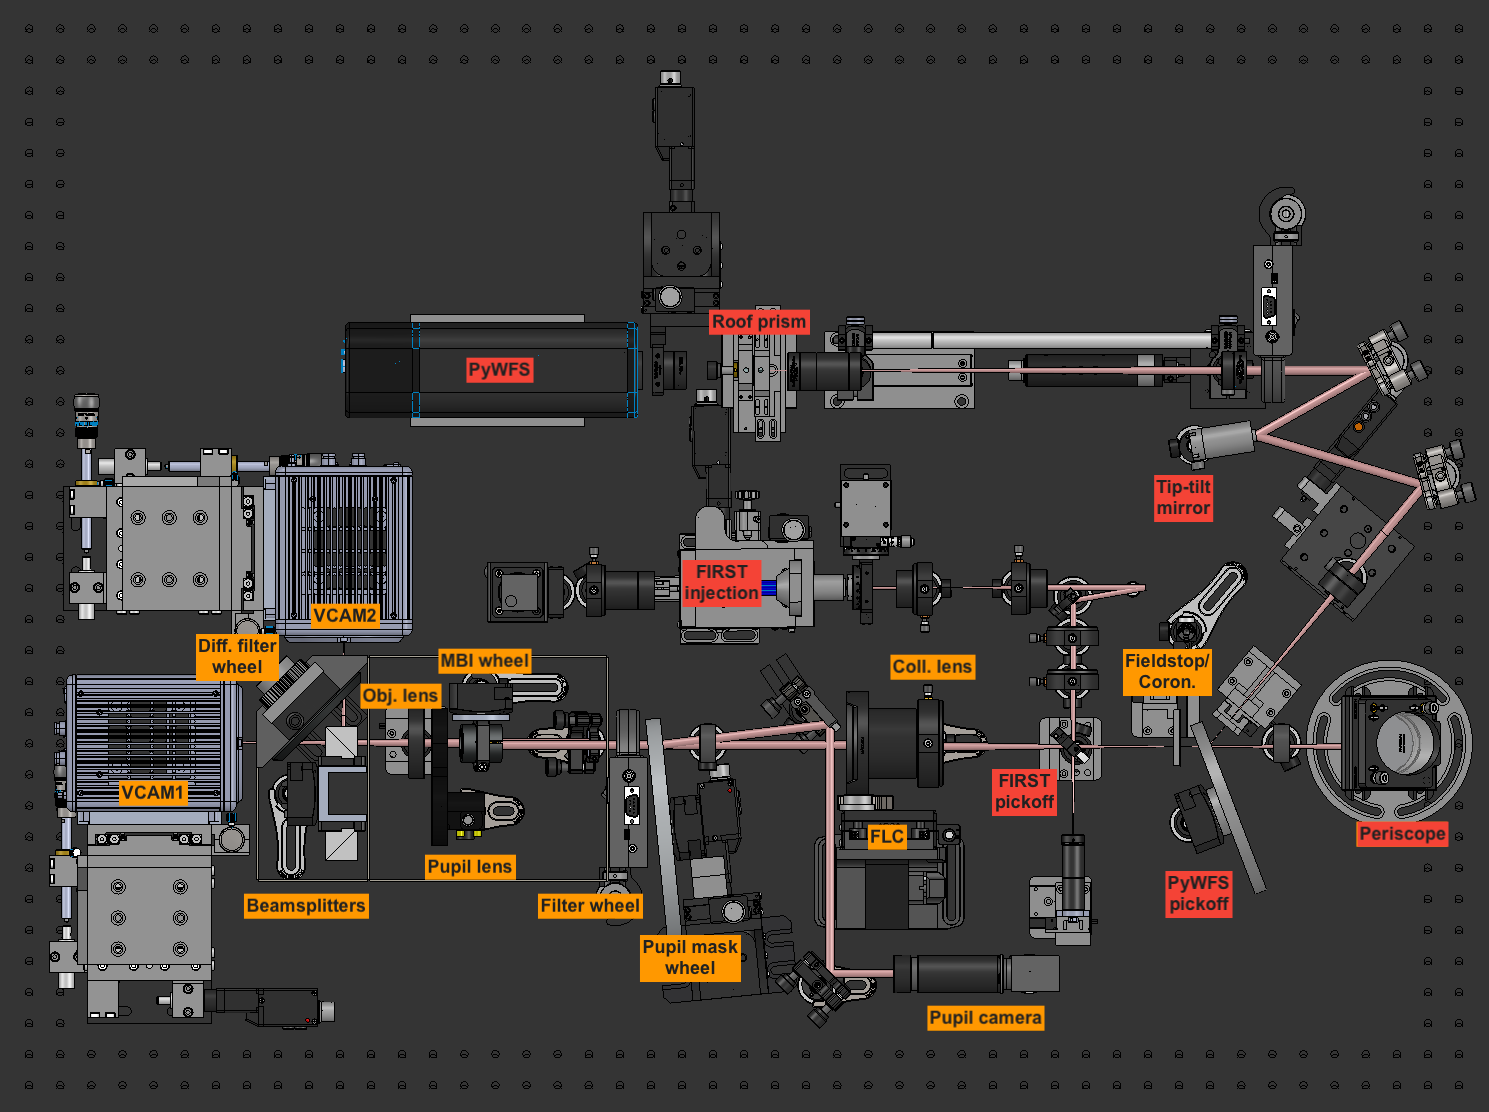 Roof prism
PyWFS
Tip-tilt
mirror
FIRST
injection
VCAM2
Diff. filter
wheel
MBI wheel
Obj. lens
Coll. lens
Fieldstop/
Coron.
VCAM1
FIRST
pickoff
FLC
Periscope
Pupil lens
PyWFS
pickoff
Beamsplitters
Filter wheel
Pupil mask
wheel
Pupil camera